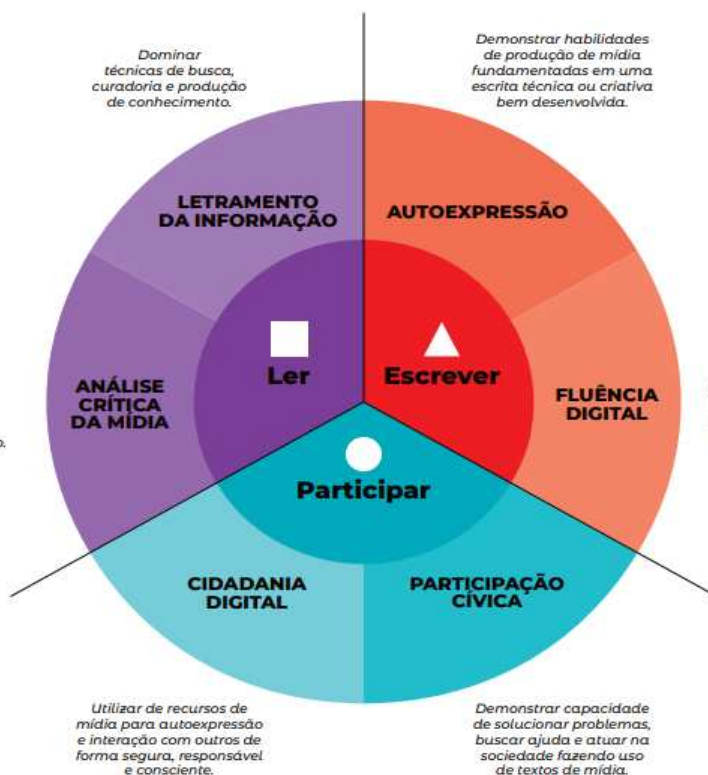 Dominar
técnicas de busca,
curadoria e produção
de conhecimento.
Demonstrar habilidades
de produção de mídia
fundamentadas em uma
escrita técnica ou criativa
bem desenvolvida.
LETRAMENTO
DA INFORMAÇÃO
AUTOEXPRESSÃO
Ler
Escrever
ANÁLISE
CRÍTICA
DA MÍDIA
FLUÊNCIA
DIGITAL
Participar
CIDADANIA
DIGITAL
PARTICIPAÇÃO
CÍVICA
Utilizar de recursos de
mídia para autoexpressão
e interação com outros de
forma segura, responsável
e consciente.
Demonstrar capacidade
de solucionar problemas,
buscar ajuda e atuar na
sociedade fazendo uso
de textos de mídia.